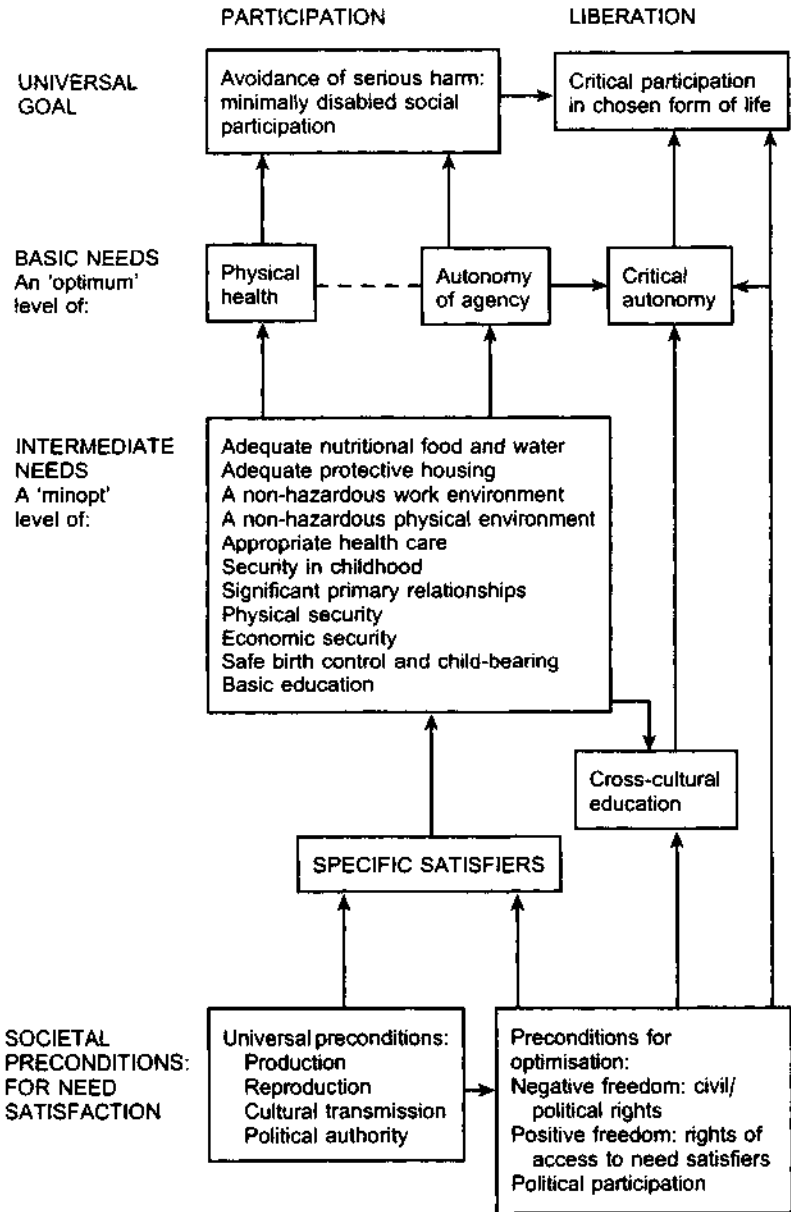 PARTICIPATION
LIBERATION
UNIVERSAL
GOAL
Avoidance of serious harm:
minimally disabled social
participation
Critical participation
in chosen form of life
BASIC NEEDS
An 'optimum'
level of:
Physical
health
Autonomy
of agency
Critical
autonomy
INTERMEDIATE
NEEDS
A 'minopt'
level of:
Adequate nutritional food and water
Adequate protective housing
A non-hazardous work environment
A non-hazardous physical environment
Appropriate health care
Security in childhood
Significant primary relationships
Physical security
Economic security
Safe birth control and child-bearing
Basic education
Cross-cultural
education
SPECIFIC SATISFIERS
SOCIETAL
PRECONDITIONS:
FOR NEED
SATISFACTION
Universal preconditions:
Production
Reproduction
Cultural transmission
Political authority
Preconditions for
optimisation:
Negative freedom: civil/
political rights
Positive freedom: rights of
access to need satisfiers
Political participation